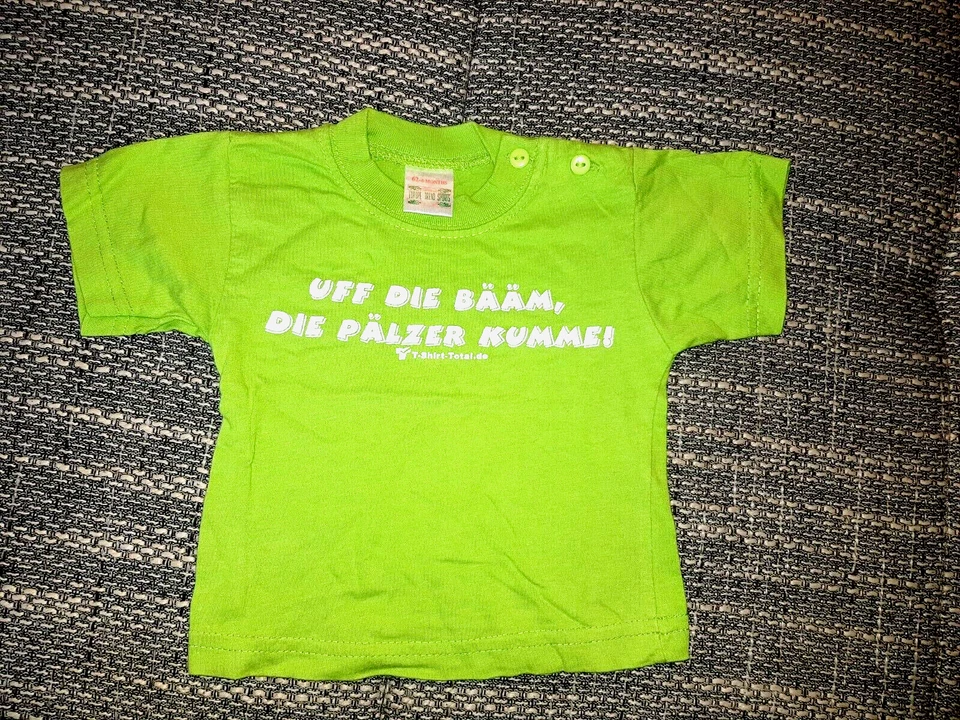 UFF DIE BÄÄM,
DIE PÄLZER KUMME!
T-Shirt-Total.de